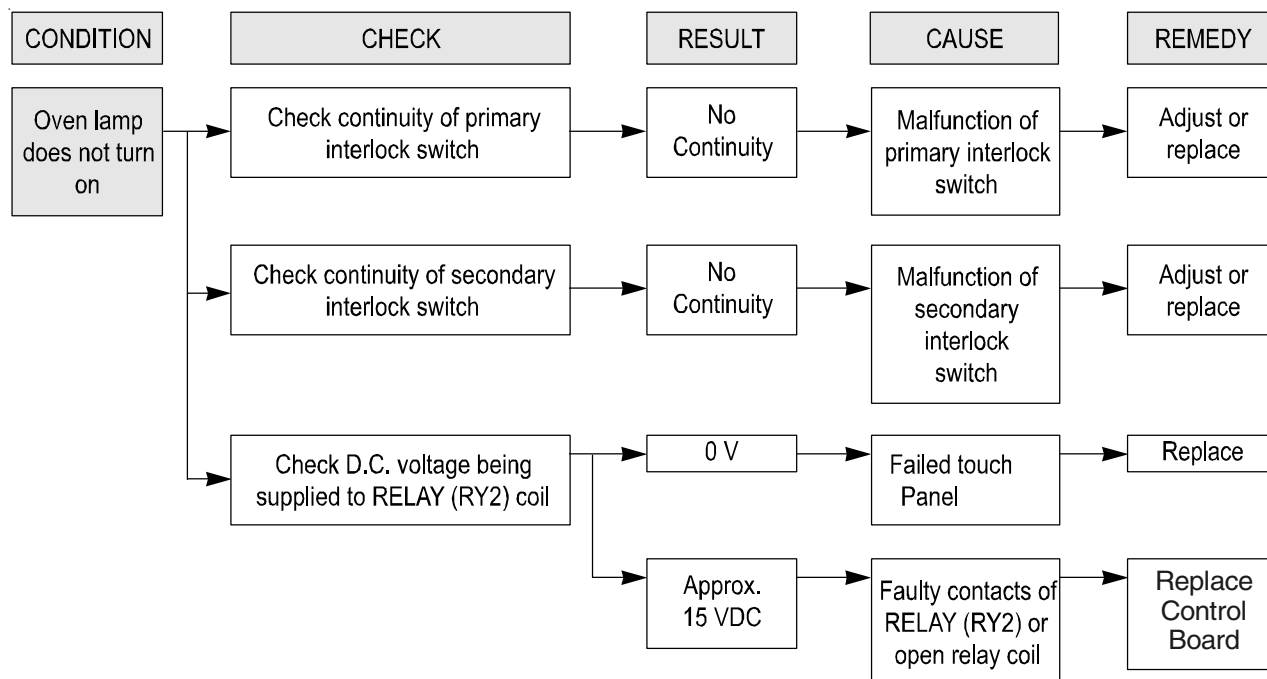 CONDITION
CHECK
RESULT
CAUSE
REMEDY
Oven lamp
does not turn
on
Check continuity of primary
interlock switch
No
Continuity
Malfunction of
primary interlock
switch
Adjust or
replace
Check continuity of secondary
interlock switch
No
Continuity
Malfunction of
secondary
interlock
switch
Adjust or
replace
Check D.C. voltage being
supplied to RELAY (RY2) coil
0 V
Failed touch
Panel
Replace
Approx.
15 VDC
Faulty contacts of
RELAY (RY2) or
open relay coil
Replace
Control
Board